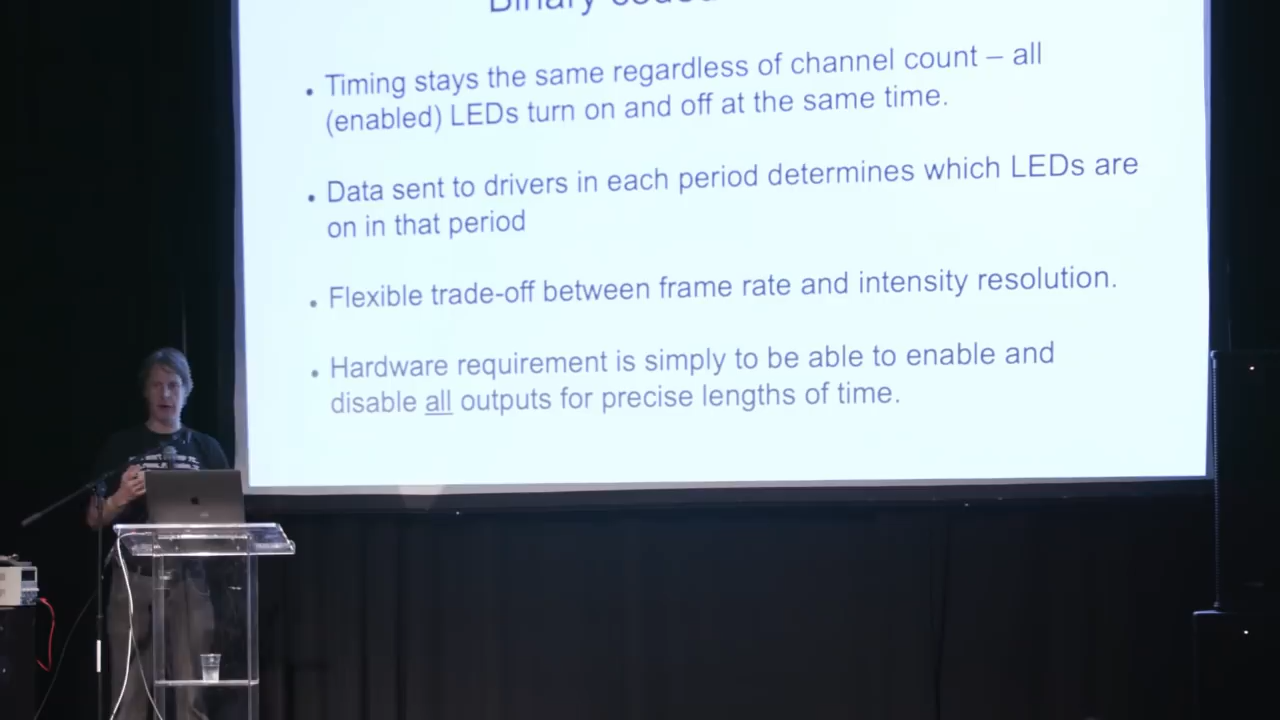 Binary coded
• Timing stays the same regardless of channel count – all
(enabled) LEDs turn on and off at the same time.
• Data sent to drivers in each period determines which LEDs are
on in that period
• Flexible trade-off between frame rate and intensity resolution.
• Hardware requirement is simply to be able to enable and
disable all outputs for precise lengths of time.